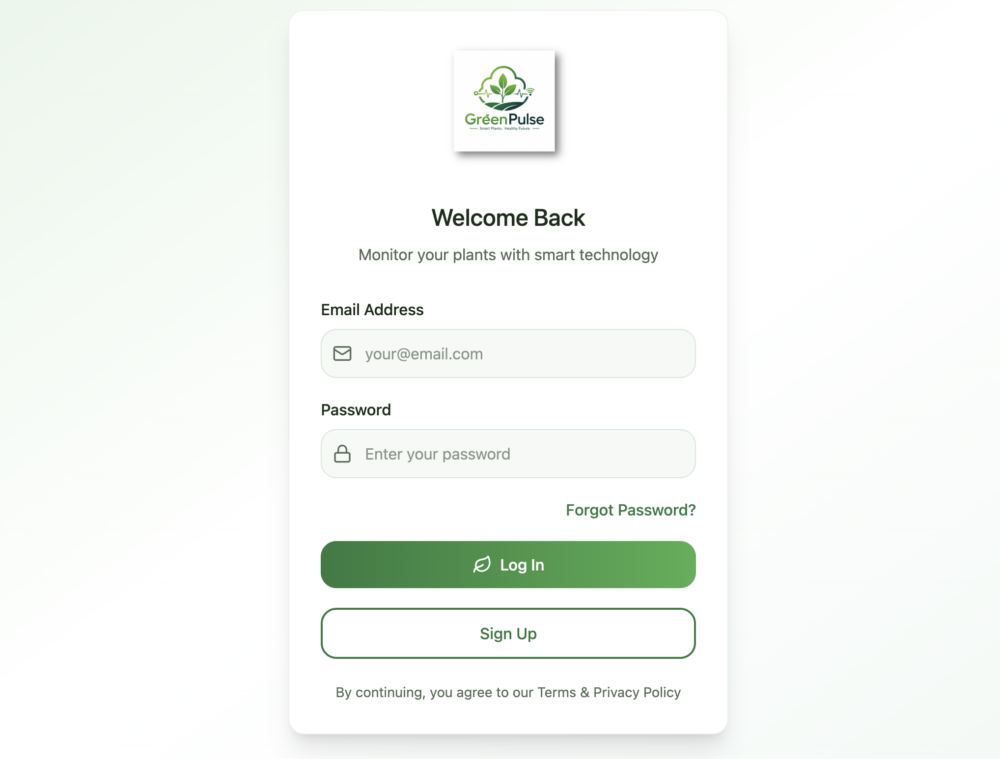 GreenPulse
Smart Plants. Healthy Future.
Welcome Back
Monitor your plants with smart technology
Email Address
your@email.com
Password
Enter your password
Forgot Password?
Log In
Sign Up
By continuing, you agree to our Terms & Privacy Policy